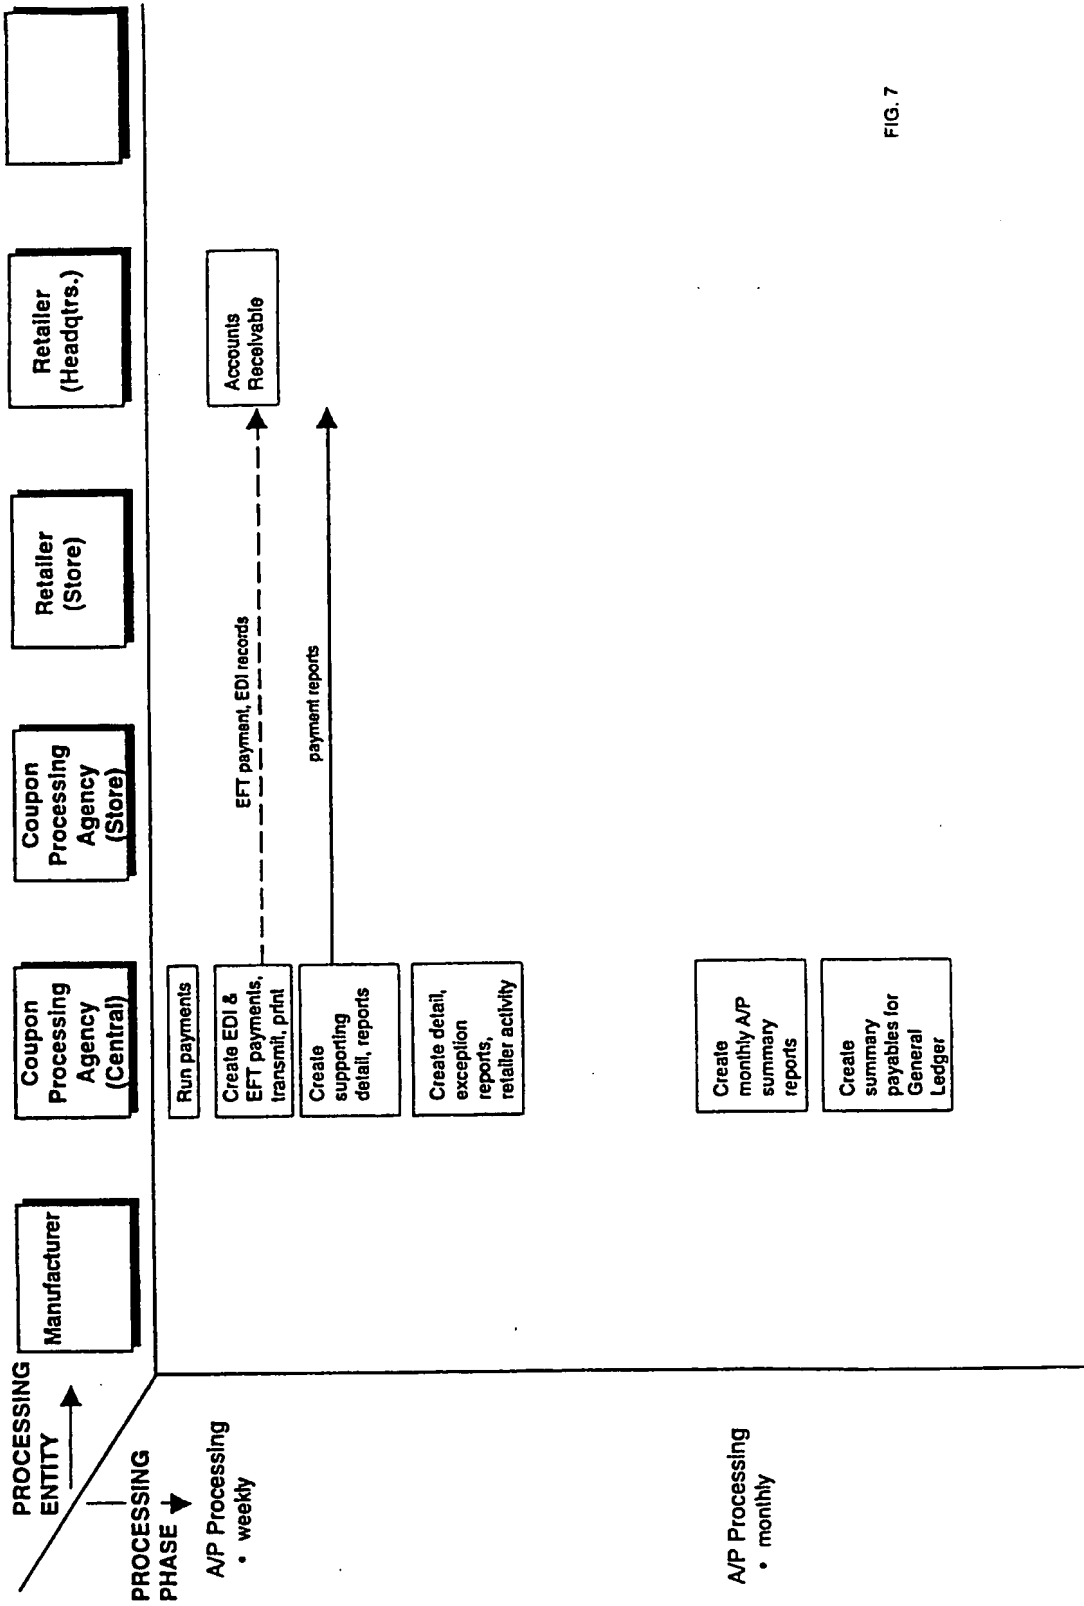 PROCESSING
ENTITY
PROCESSING
PHASE
Manufacturer
Coupon
Processing
Agency
(Central)
Coupon
Processing
Agency
(Store)
Retailer
(Store)
Retailer
(Headqtrs.)
A/P Processing
• weekly
Run payments
Create EDI &
EFT payments,
transmit, print
EFT payment, EDI records
Accounts
Receivable
Create
supporting
detail, reports
payment reports
Create detail,
exception
reports,
retailer activity
A/P Processing
• monthly
Create
monthly A/P
summary
reports
Create
summary
payables for
General
Ledger
FIG. 7